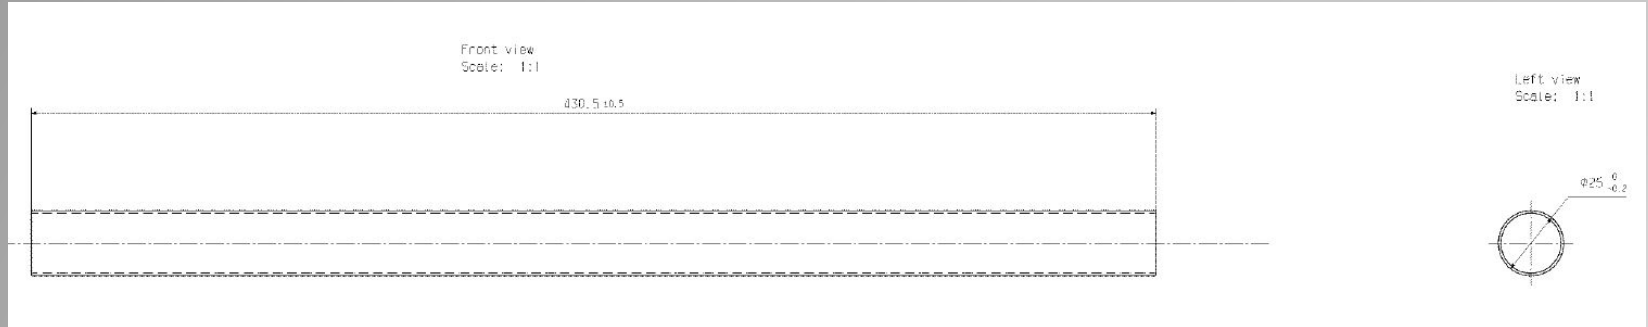 Front view
Scale: 1:1
430.5 ±0.5
Left view
Scale: 1:1
Φ25 0
-0.2